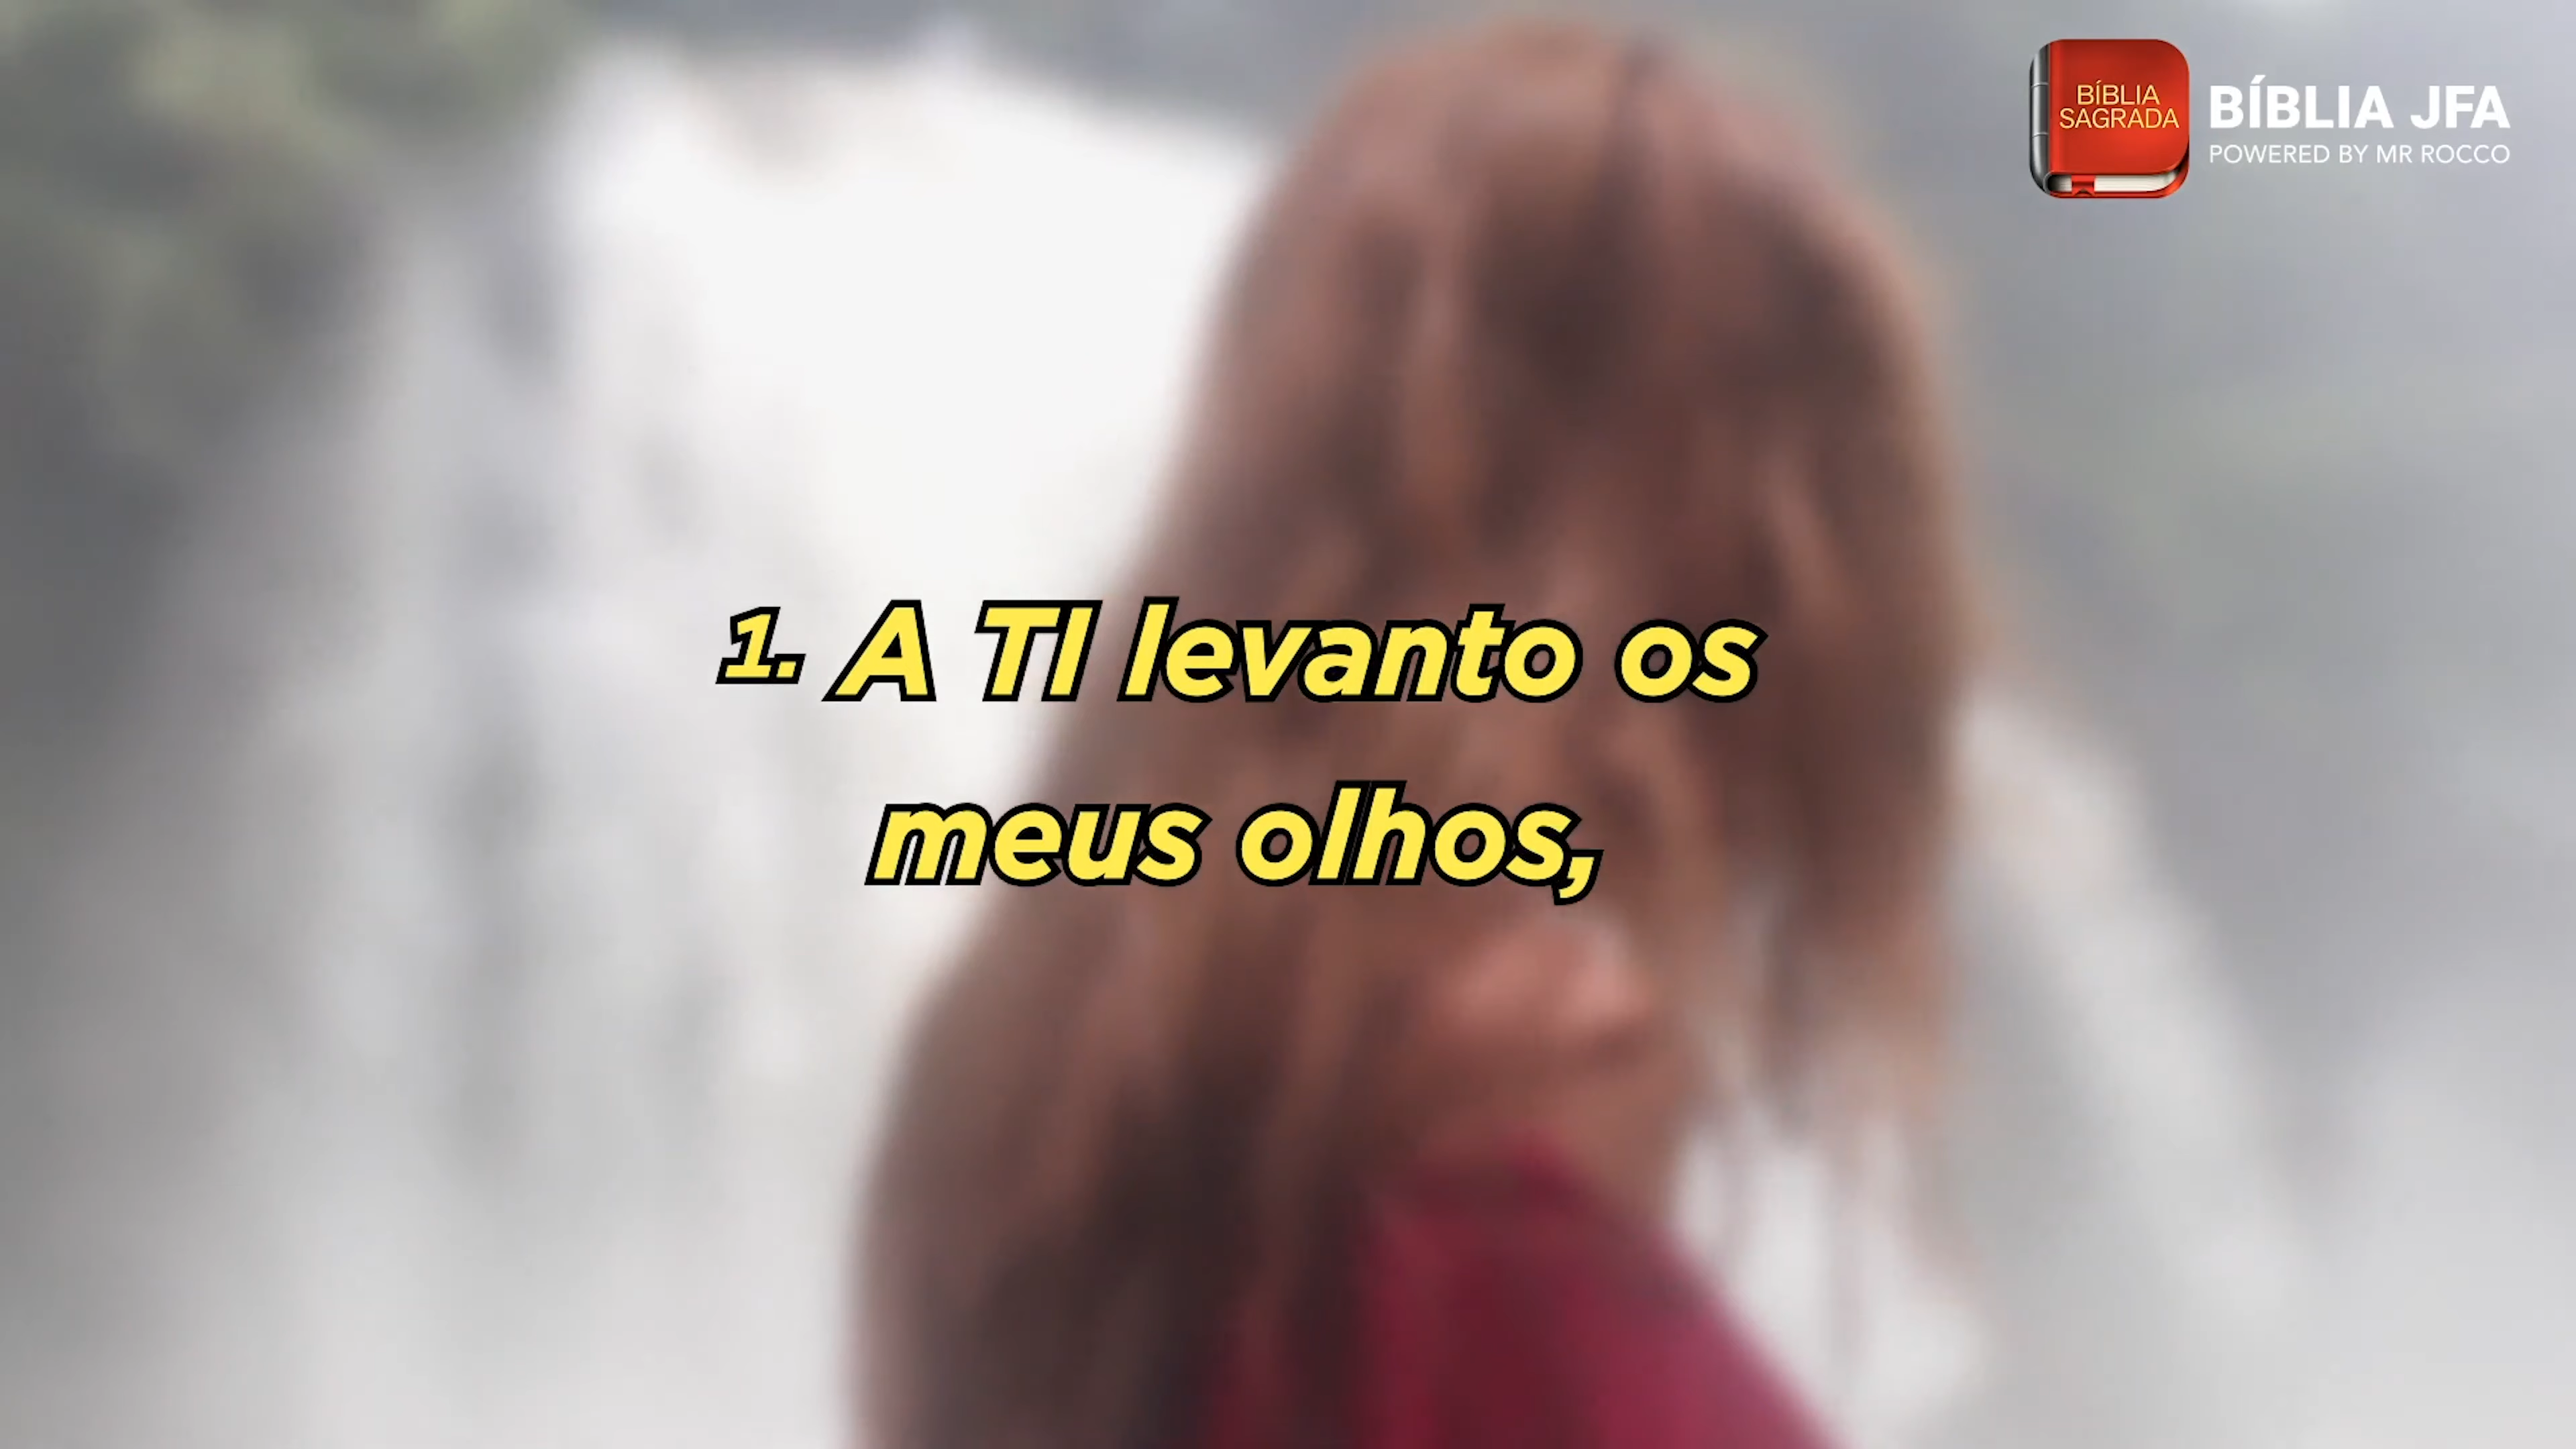 BÍBLIA
SAGRADA
BÍBLIA JFA
POWERED BY MR ROCCO
1. A TI levanto os
meus olhos,